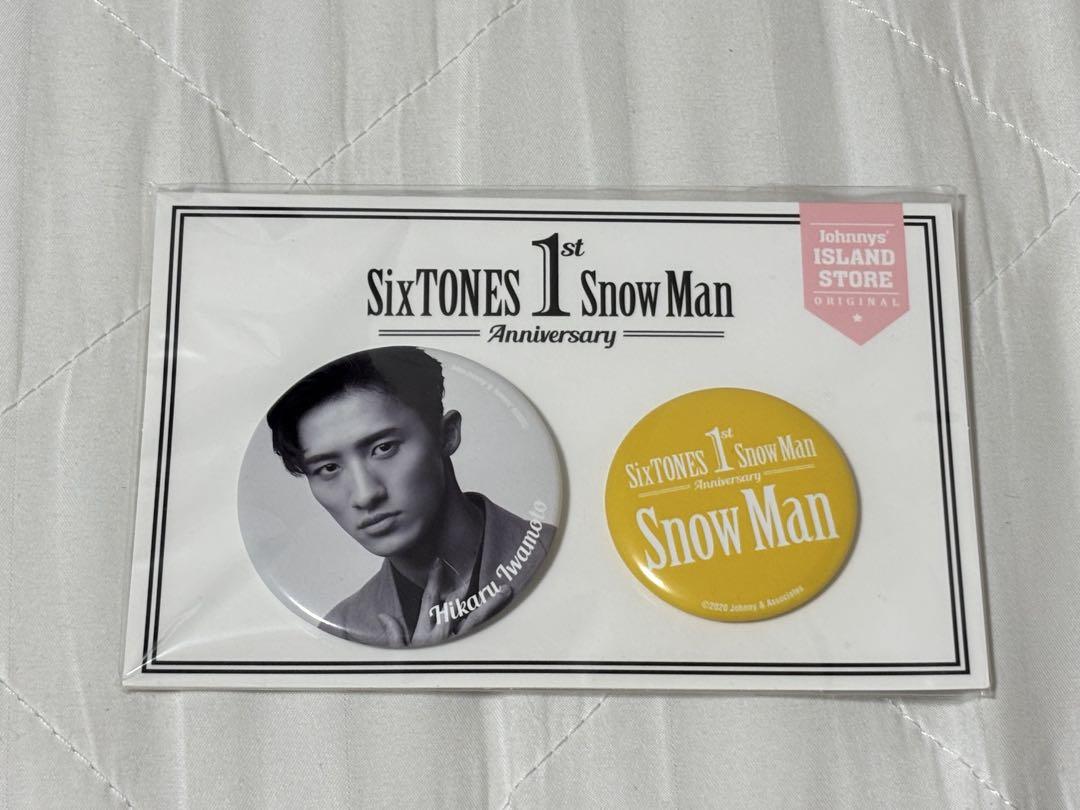 SixTONES 1st Snow Man
Anniversary
Johnnys'
ISLAND
STORE
ORIGINAL
Hikaru Iwamoto
SixTONES 1st Snow Man
Anniversary
Snow Man
©2020 Johnny & Associates